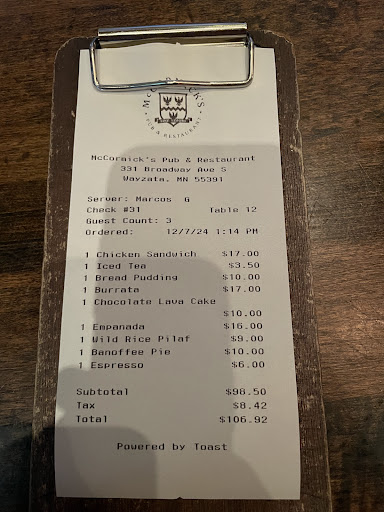 McCORMICK'S
PUB & RESTAURANT
McCormick's Pub & Restaurant
331 Broadway Ave S
Wayzata, MN 55391
Server: Marcos G
Check #31 Table 12
Guest Count: 3
Ordered: 12/7/24 1:14 PM
1 Chicken Sandwich $17.00
1 Iced Tea $3.50
1 Bread Pudding $10.00
1 Burrata $17.00
1 Chocolate Lava Cake
$10.00
1 Empanada $16.00
1 Wild Rice Pilaf $9.00
1 Banoffee Pie $10.00
1 Espresso $6.00
Subtotal $98.50
Tax $8.42
Total $106.92
Powered by Toast